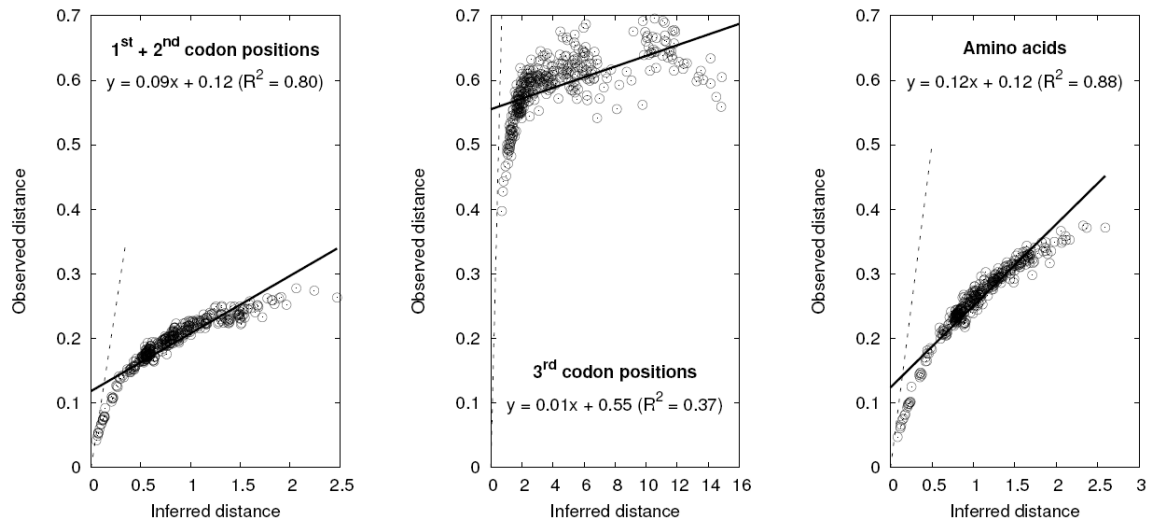 1st + 2nd codon positions
y = 0.09x + 0.12 (R2 = 0.80)
Observed distance
0.7
0.6
0.5
0.4
0.3
0.2
0.1
0
0 0.5 1 1.5 2 2.5
Inferred distance
Observed distance
0.7
0.6
0.5
0.4
0.3
0.2
0.1
0
3rd codon positions
y = 0.01x + 0.55 (R2 = 0.37)
0 2 4 6 8 10 12 14 16
Inferred distance
Amino acids
y = 0.12x + 0.12 (R2 = 0.88)
Observed distance
0.7
0.6
0.5
0.4
0.3
0.2
0.1
0
0 0.5 1 1.5 2 2.5 3
Inferred distance